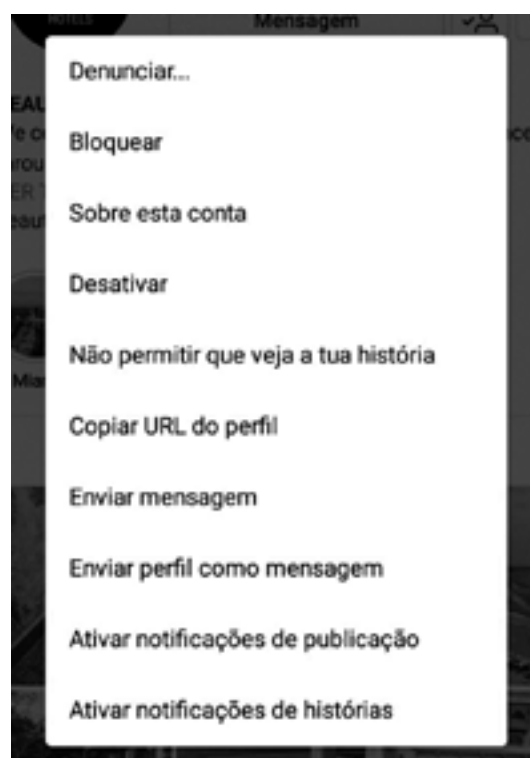 HOTELS
Mensagem
Denunciar...
Bloquear
Sobre esta conta
Desativar
Não permitir que veja a tua história
Copiar URL do perfil
Enviar mensagem
Enviar perfil como mensagem
Ativar notificações de publicação
Ativar notificações de histórias